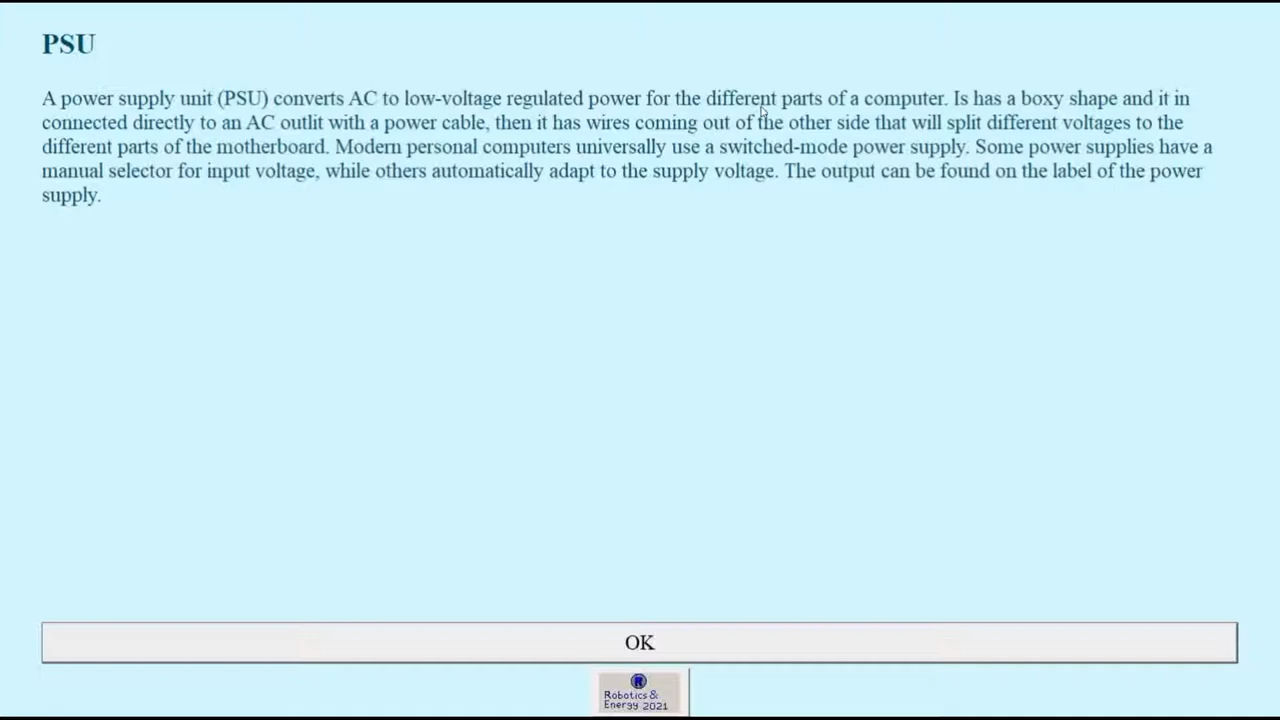 PSU
A power supply unit (PSU) converts AC to low-voltage regulated power for the different parts of a computer. Is has a boxy shape and it in
connected directly to an AC outlit with a power cable, then it has wires coming out of the other side that will split different voltages to the
different parts of the motherboard. Modern personal computers universally use a switched-mode power supply. Some power supplies have a
manual selector for input voltage, while others automatically adapt to the supply voltage. The output can be found on the label of the power
supply.
OK
R
Robotics &
Energy 2021